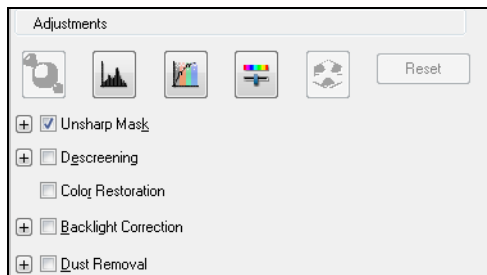 Adjustments
Reset
Unsharp Mask
Descreening
Color Restoration
Backlight Correction
Dust Removal